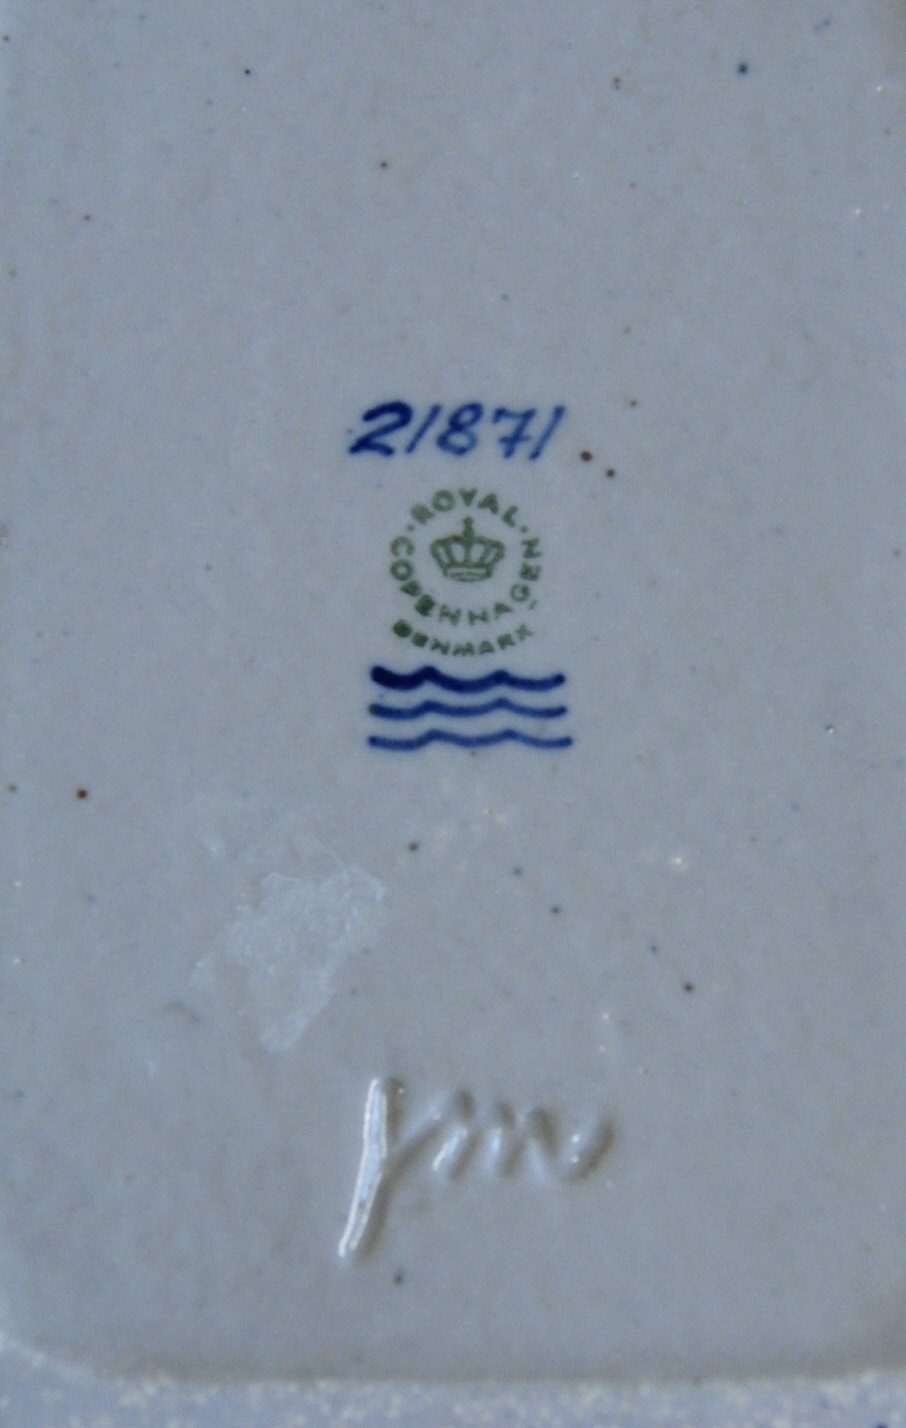 21871
ROYAL
COPENHAGEN
DENMARK